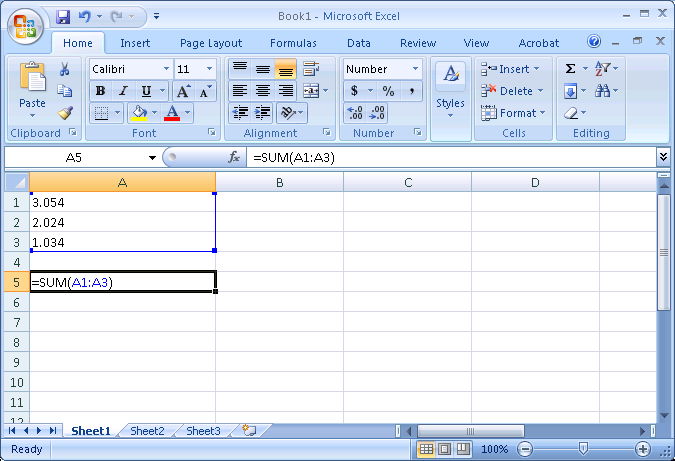 Book1 - Microsoft Excel
Home Insert Page Layout Formulas Data Review View Acrobat
Paste Calibri 11 Number Styles Insert
B I U $ % , Delete
Format
Clipboard Font Alignment Number Cells Editing
A5 fx =SUM(A1:A3)
A B C D
1 3.054
2 2.024
3 1.034
4
5 =SUM(A1:A3)
6
7
8
9
10
11
12
Sheet1 Sheet2 Sheet3
Ready 100%